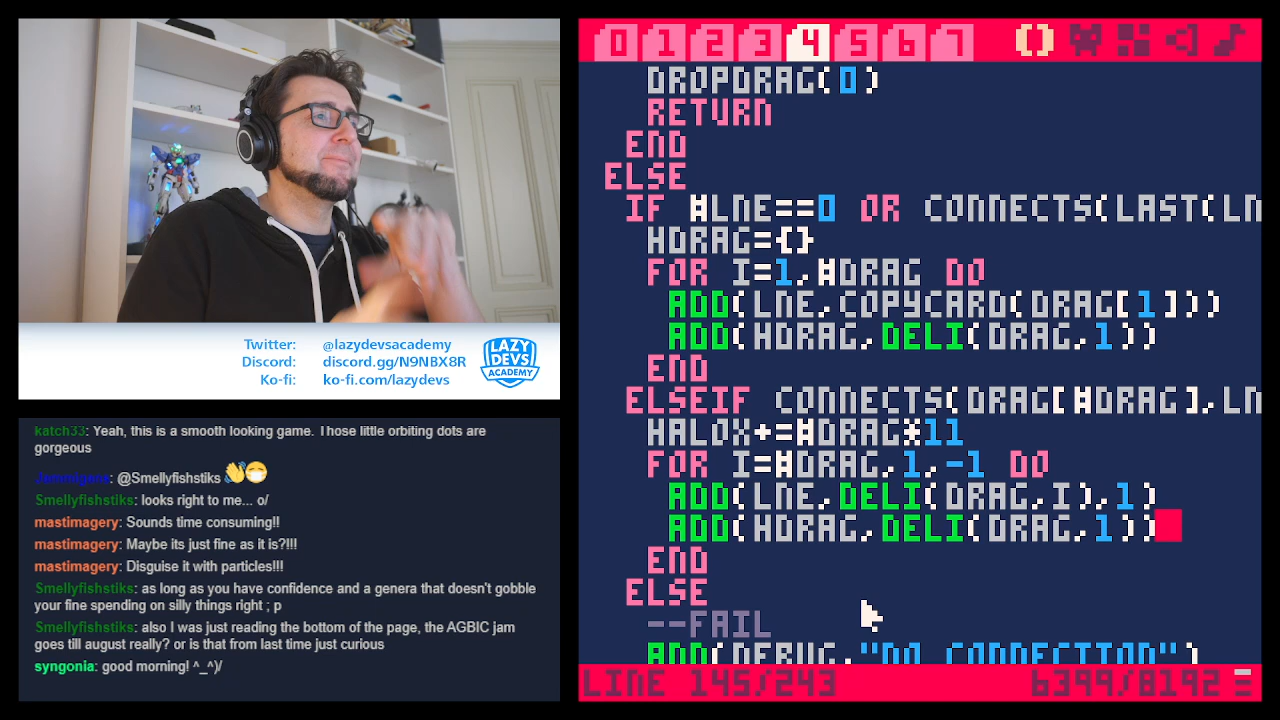 Twitter: @lazydevsacademy
Discord: discord.gg/N9NBX8R
Ko-fi: ko-fi.com/lazydevs
LAZY
DEVS
ACADEMY
katch33: Yeah, this is a smooth looking game. Those little orbiting dots are
gorgeous
@Smellyfishstiks 👋😷
Smellyfishstiks: looks right to me... o/
mastimagery: Sounds time consuming!!
mastimagery: Maybe its just fine as it is?!!!
mastimagery: Disguise it with particles!!!
Smellyfishstiks: as long as you have confidence and a genera that doesn't gobble
your fine spending on silly things right ; p
Smellyfishstiks: also I was just reading the bottom of the page, the AGBIC jam
goes till august really? or is that from last time just curious
syngonia: good morning! ^_^)/
0 1 2 3 4 5 6 7 ()
DROPDRAG(0)
RETURN
END
ELSE
IF #LNE==0 OR CONNECTS(LAST(LN
HDRAG={}
FOR I=1,#DRAG DO
ADD(LNE,COPYCARD(DRAG[1]))
ADD(HDRAG,DELI(DRAG,1))
END
ELSEIF CONNECTS(DRAG[#DRAG],LN
HALOX+=#DRAG*11
FOR I=#DRAG,1,-1 DO
ADD(LNE,DELI(DRAG,I),1)
ADD(HDRAG,DELI(DRAG,1))
END
ELSE
--FAIL
ADD(DEBUG,"NO CONNECTION")
LINE 145/243 6399/8192